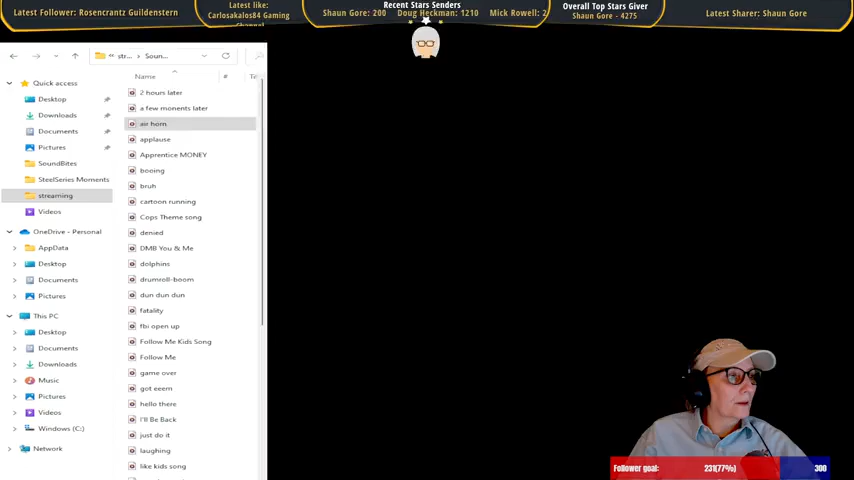 Latest Follower: Rosencrantz Guildenstern
Latest like:
Carlosakalos84 Gaming
Channel
Recent Stars Senders
Shaun Gore: 200 Doug Heckman: 1210 Mick Rowell: 2
Overall Top Stars Giver
Shaun Gore - 4275
Latest Sharer: Shaun Gore
« str... › Soun...
Name
#
Quick access
Desktop
Downloads
Documents
Pictures
SoundBites
SteelSeries Moments
streaming
Videos
OneDrive - Personal
AppData
Desktop
Documents
Pictures
This PC
Desktop
Documents
Downloads
Music
Pictures
Videos
Windows (C:)
Network
2 hours later
a few monents later
air horn
applause
Apprentice MONEY
booing
bruh
cartoon running
Cops Theme song
denied
DMB You & Me
dolphins
drumroll-boom
dun dun dun
fatality
fbi open up
Follow Me Kids Song
Follow Me
game over
got eeem
hello there
I'll Be Back
just do it
laughing
like kids song
Follower goal:
231(77%)
300